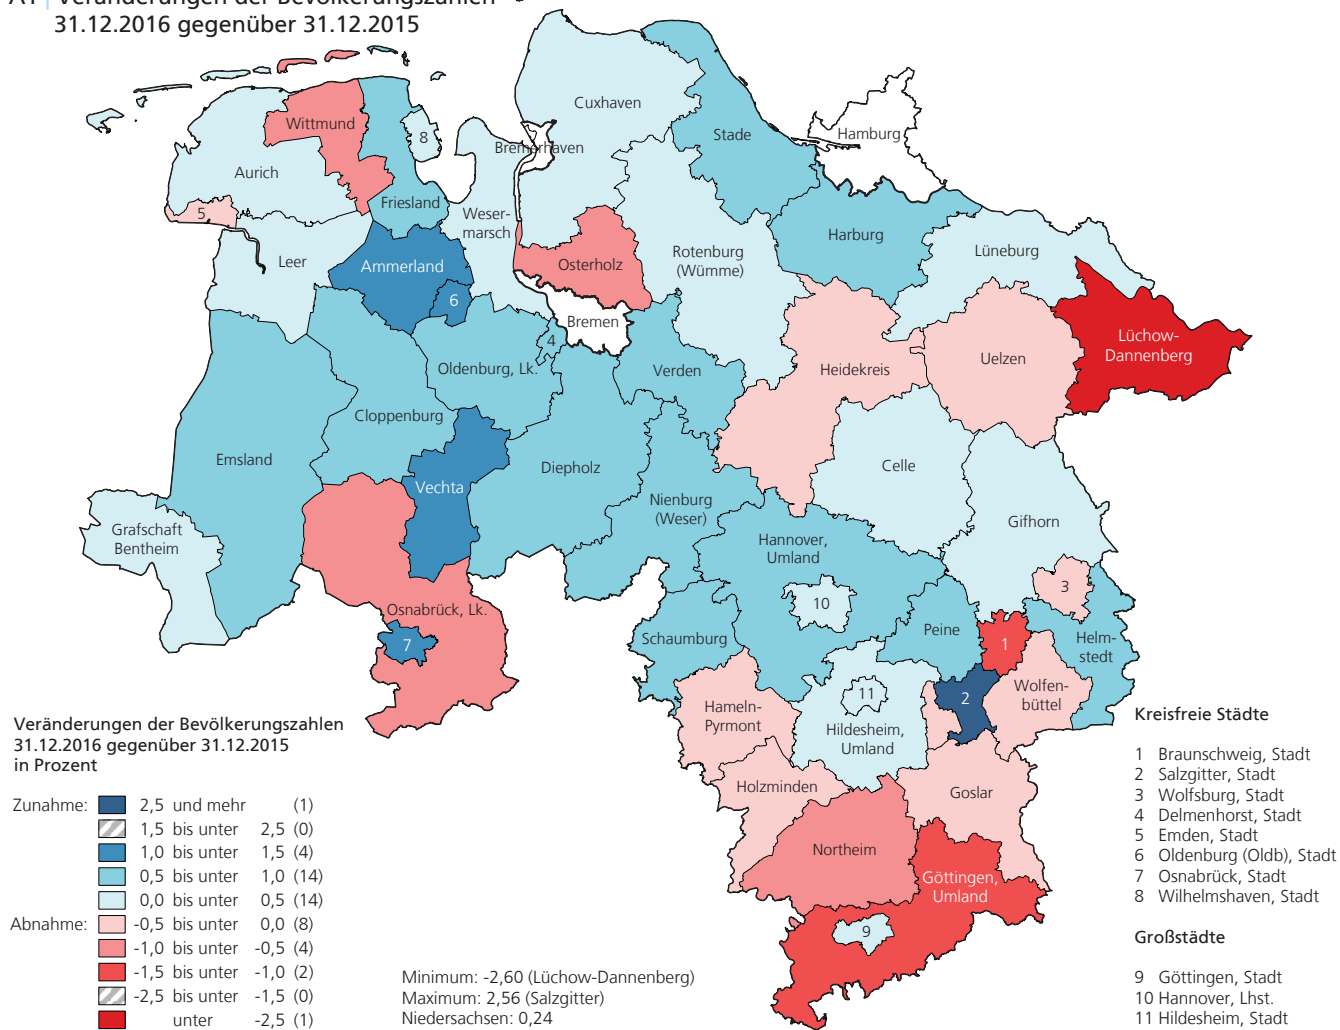 A1 | Veränderungen der Bevölkerungszahlen
31.12.2016 gegenüber 31.12.2015
Cuxhaven
Stade
Hamburg
Wittmund
8
Bremerhaven
Aurich
Friesland
5
Weser-
marsch
Harburg
Lüneburg
Rotenburg
(Wümme)
Leer
Ammerland
Osterholz
6
Bremen
4
Lüchow-
Dannenberg
Uelzen
Oldenburg, Lk.
Verden
Heidekreis
Cloppenburg
Emsland
Diepholz
Celle
Vechta
Nienburg
(Weser)
Gifhorn
Grafschaft
Bentheim
Hannover,
Umland
3
10
Osnabrück, Lk.
7
Schaumburg
Peine
1
Helm-
stedt
11
2
Wolfen-
büttel
Hameln-
Pyrmont
Hildesheim,
Umland
Holzminden
Goslar
Northeim
Göttingen,
Umland
9
Veränderungen der Bevölkerungszahlen
31.12.2016 gegenüber 31.12.2015
in Prozent
Zunahme: 2,5 und mehr (1)
1,5 bis unter 2,5 (0)
1,0 bis unter 1,5 (4)
0,5 bis unter 1,0 (14)
0,0 bis unter 0,5 (14)
Abnahme: -0,5 bis unter 0,0 (8)
-1,0 bis unter -0,5 (4)
-1,5 bis unter -1,0 (2)
-2,5 bis unter -1,5 (0)
unter -2,5 (1)
Minimum: -2,60 (Lüchow-Dannenberg)
Maximum: 2,56 (Salzgitter)
Niedersachsen: 0,24
Kreisfreie Städte
1 Braunschweig, Stadt
2 Salzgitter, Stadt
3 Wolfsburg, Stadt
4 Delmenhorst, Stadt
5 Emden, Stadt
6 Oldenburg (Oldb), Stadt
7 Osnabrück, Stadt
8 Wilhelmshaven, Stadt
Großstädte
9 Göttingen, Stadt
10 Hannover, Lhst.
11 Hildesheim, Stadt